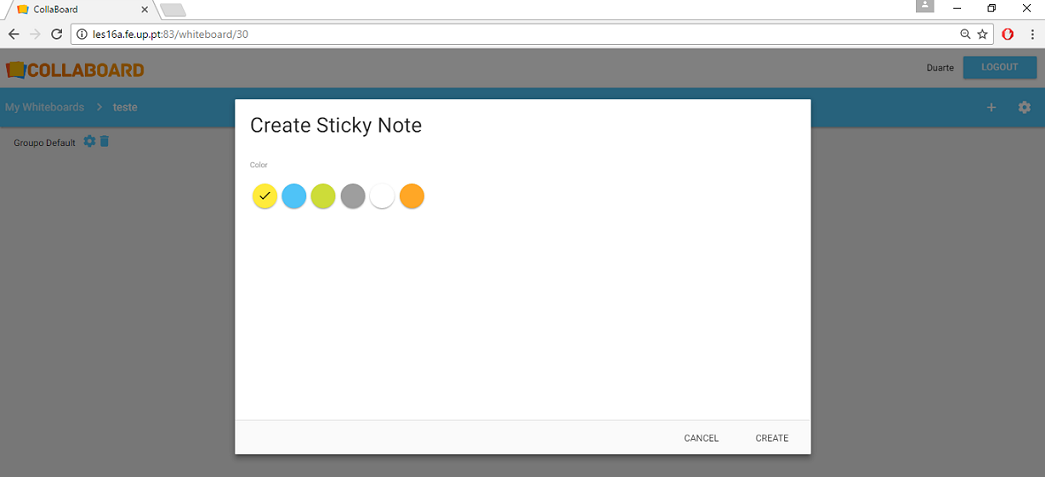 CollaBoard
les16a.fe.up.pt:83/whiteboard/30
COLLABOARD
Duarte
LOGOUT
My Whiteboards > teste
Groupo Default
Create Sticky Note
Color
CANCEL
CREATE